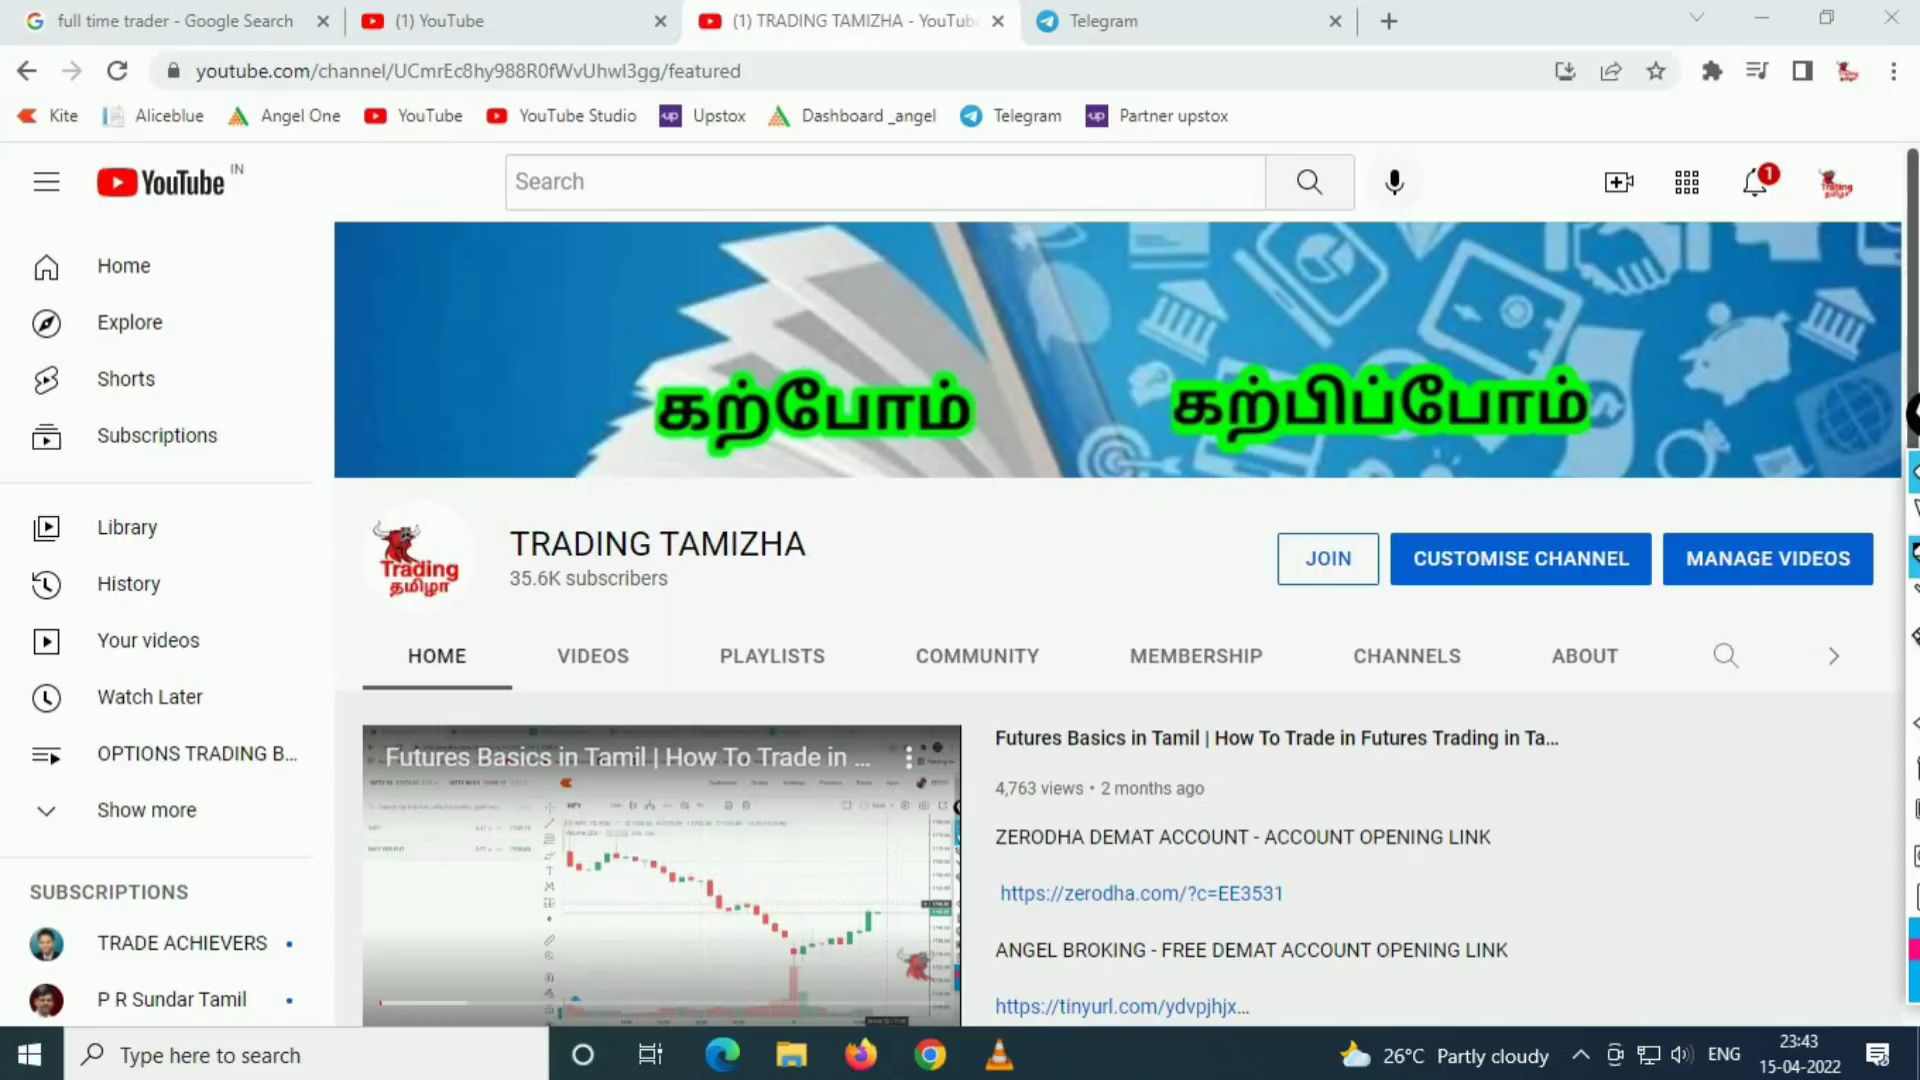 full time trader - Google Search
(1) YouTube
(1) TRADING TAMIZHA - YouTub
Telegram
youtube.com/channel/UCmrEc8hy988R0fWvUhwI3gg/featured
Kite
Aliceblue
Angel One
YouTube
YouTube Studio
Upstox
Dashboard _angel
Telegram
Partner upstox
YouTube IN
Search
1
Home
Explore
Shorts
Subscriptions
Library
History
Your videos
Watch Later
OPTIONS TRADING B...
Show more
SUBSCRIPTIONS
TRADE ACHIEVERS
P R Sundar Tamil
கற்போம்
கற்பிப்போம்
Trading
தமிழா
TRADING TAMIZHA
35.6K subscribers
JOIN
CUSTOMISE CHANNEL
MANAGE VIDEOS
HOME
VIDEOS
PLAYLISTS
COMMUNITY
MEMBERSHIP
CHANNELS
ABOUT
Futures Basics in Tamil | How To Trade in ...
Futures Basics in Tamil | How To Trade in Futures Trading in Ta...
4,763 views • 2 months ago
ZERODHA DEMAT ACCOUNT - ACCOUNT OPENING LINK
https://zerodha.com/?c=EE3531
ANGEL BROKING - FREE DEMAT ACCOUNT OPENING LINK
https://tinyurl.com/ydvpjhjx...
Type here to search
26°C Partly cloudy
ENG
23:43
15-04-2022